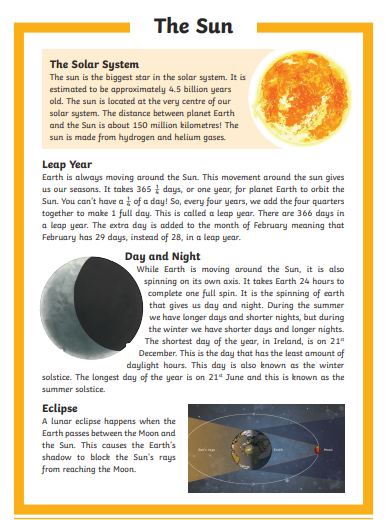 The Sun
The Solar System
The sun is the biggest star in the solar system. It is
estimated to be approximately 4.5 billion years
old. The sun is located at the very centre of our
solar system. The distance between planet Earth
and the Sun is about 150 million kilometres! The
sun is made from hydrogen and helium gases.
Leap Year
Earth is always moving around the Sun. This movement around the sun gives
us our seasons. It takes 365 ¼ days, or one year, for planet Earth to orbit the
Sun. You can't have a ¼ of a day! So, every four years, we add the four quarters
together to make 1 full day. This is called a leap year. There are 366 days in
a leap year. The extra day is added to the month of February meaning that
February has 29 days, instead of 28, in a leap year.
Day and Night
While Earth is moving around the Sun, it is also
spinning on its own axis. It takes Earth 24 hours to
complete one full spin. It is the spinning of earth
that gives us day and night. During the summer
we have longer days and shorter nights, but during
the winter we have shorter days and longer nights.
The shortest day of the year, in Ireland, is on 21st
December. This is the day that has the least amount of
daylight hours. This day is also known as the winter
solstice. The longest day of the year is on 21st June and this is known as the
summer solstice.
Eclipse
A lunar eclipse happens when the
Earth passes between the Moon and
the Sun. This causes the Earth's
shadow to block the Sun's rays
from reaching the Moon.
Sun's rays
Earth
Moon